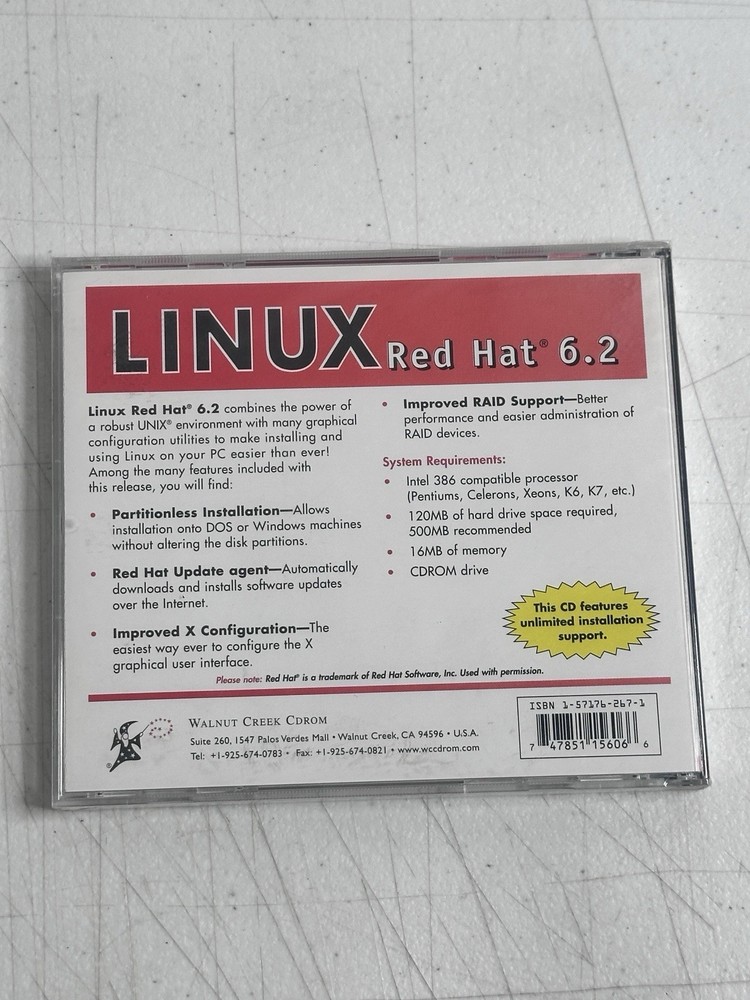 LINUX Red Hat® 6.2
Linux Red Hat® 6.2 combines the power of
a robust UNIX® environment with many graphical
configuration utilities to make installing and
using Linux on your PC easier than ever!
Among the many features included with
this release, you will find:
• Partitionless Installation—Allows
installation onto DOS or Windows machines
without altering the disk partitions.
• Red Hat Update agent—Automatically
downloads and installs software updates
over the Internet.
• Improved X Configuration—The
easiest way ever to configure the X
graphical user interface.
• Improved RAID Support—Better
performance and easier administration of
RAID devices.
System Requirements:
• Intel 386 compatible processor
(Pentiums, Celerons, Xeons, K6, K7, etc.)
• 120MB of hard drive space required,
500MB recommended
• 16MB of memory
• CDROM drive
This CD features
unlimited installation
support.
Please note: Red Hat® is a trademark of Red Hat Software, Inc. Used with permission.
WALNUT CREEK CDROM
Suite 260, 1547 Palos Verdes Mall • Walnut Creek, CA 94596 • U.S.A.
Tel: +1-925-674-0783 • Fax: +1-925-674-0821 • www.wccdrom.com
®
ISBN 1-57176-267-1
7 47851 15606 6